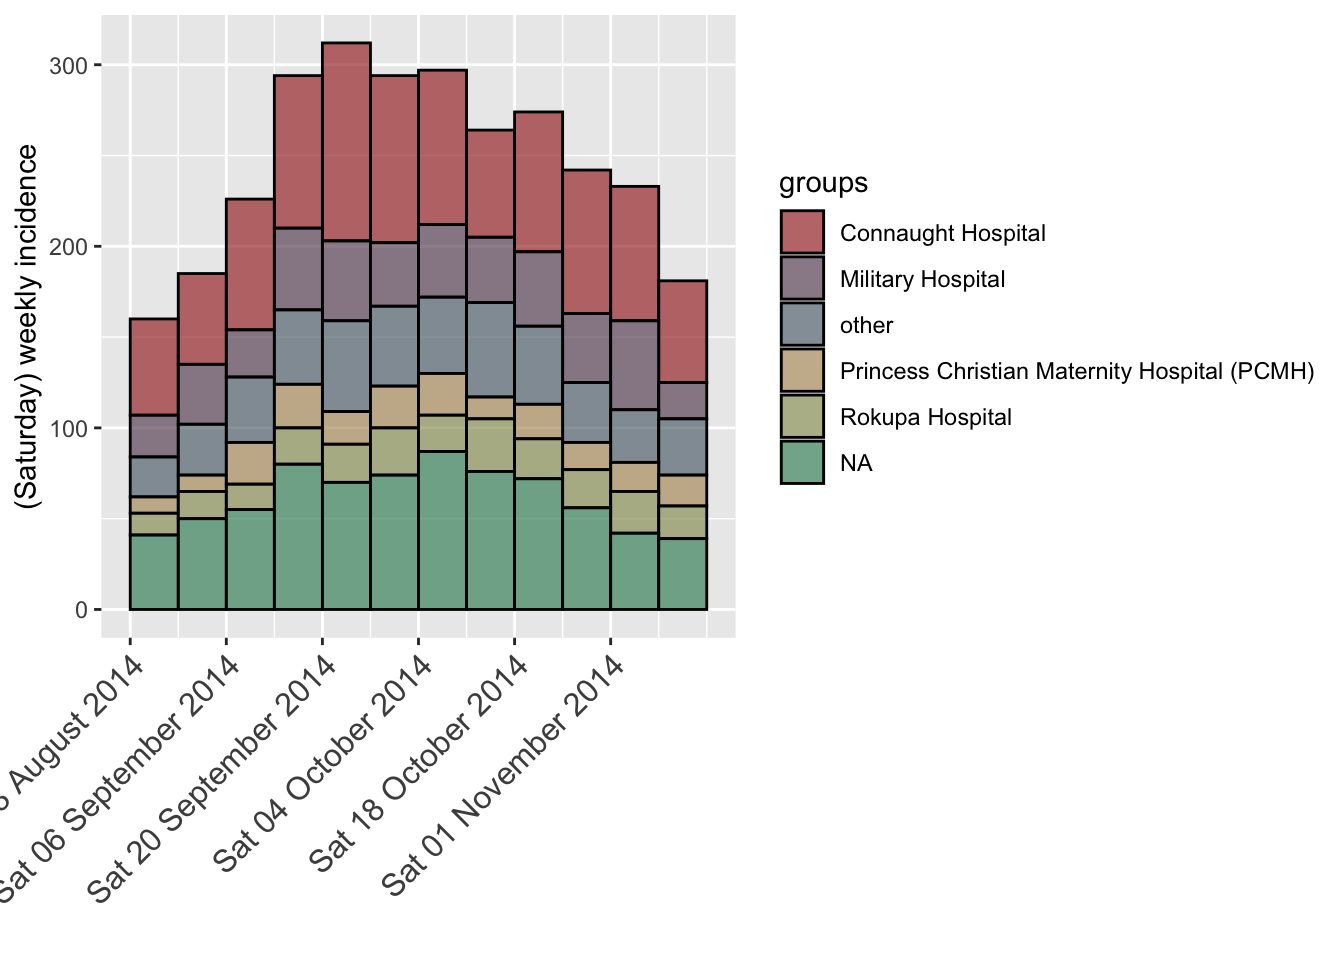 (Saturday) weekly incidence
300
200
100
0
August 2014
Sat 06 September 2014
Sat 20 September 2014
Sat 04 October 2014
Sat 18 October 2014
Sat 01 November 2014
groups
Connaught Hospital
Military Hospital
other
Princess Christian Maternity Hospital (PCMH)
Rokupa Hospital
NA